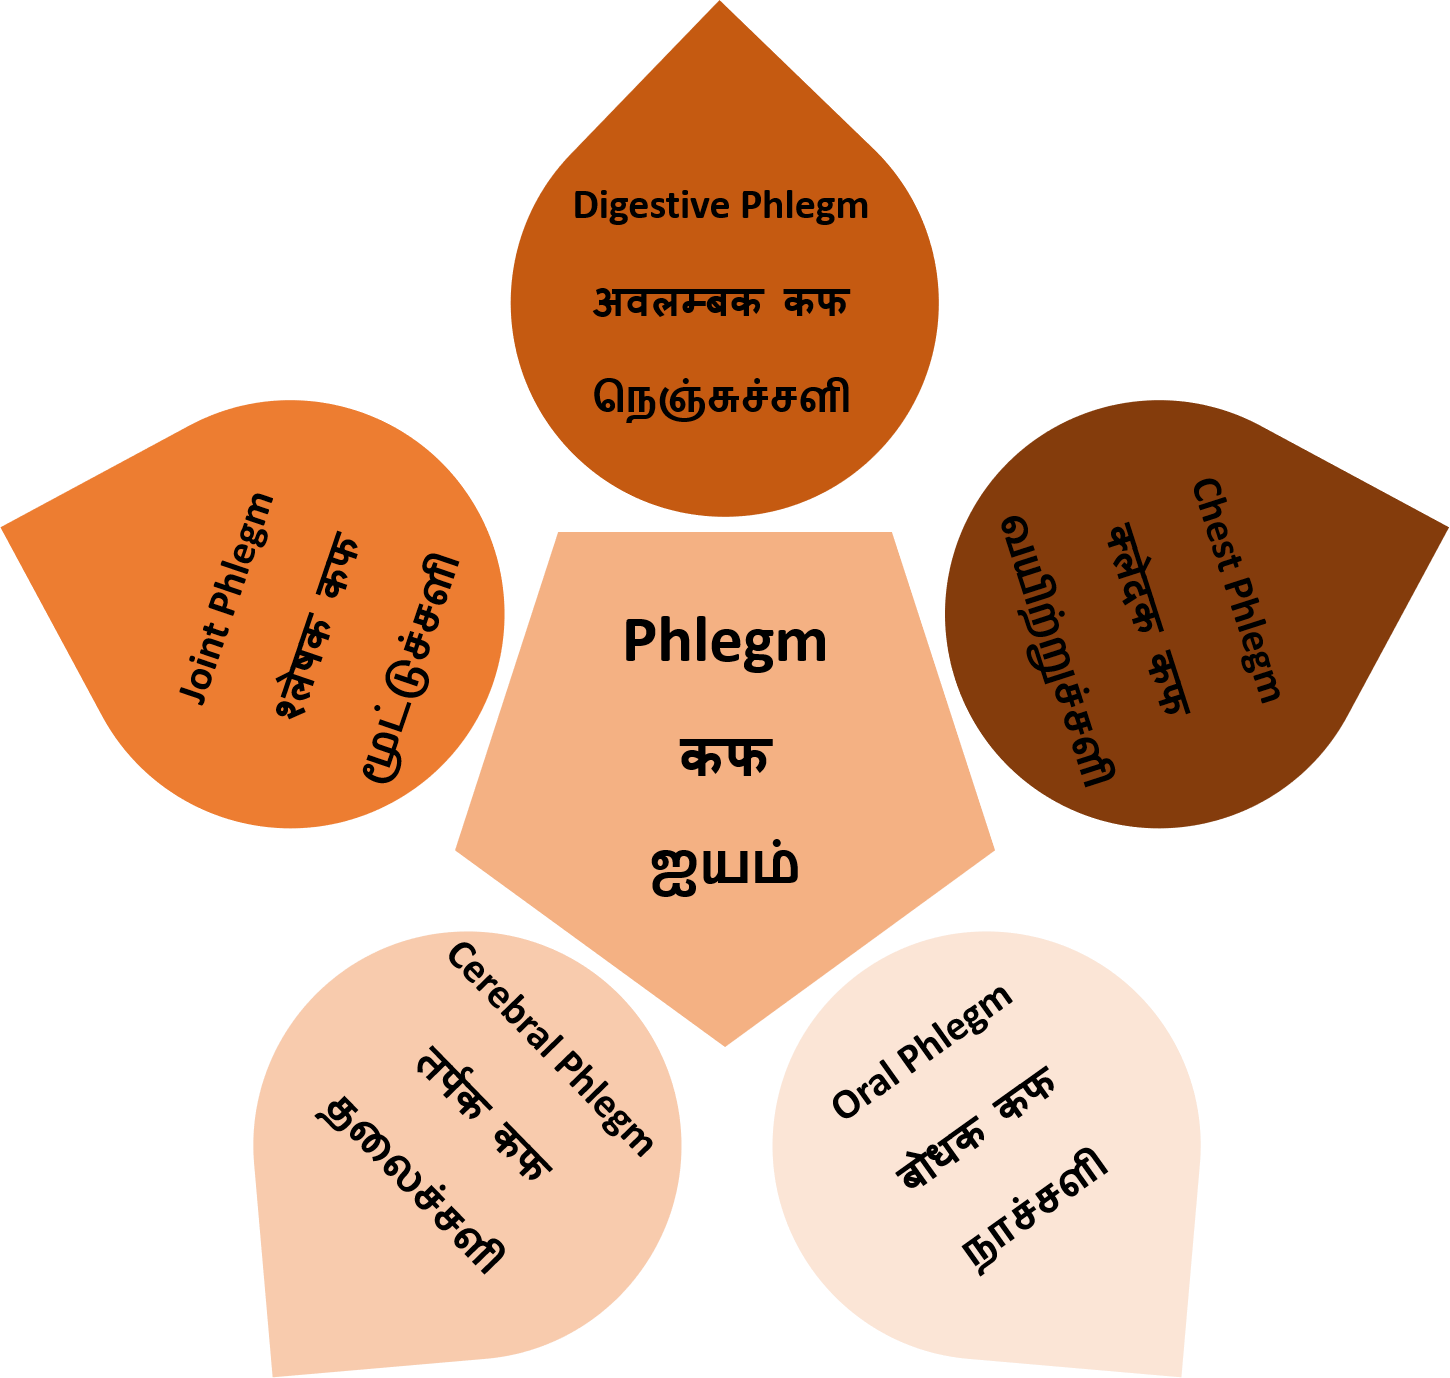 Digestive Phlegm
अवलम्बक कफ
நெஞ்சுச்சளி
Chest Phlegm
क्लेदक कफ
வயிற்றுச்சளி
Oral Phlegm
बोधक कफ
நாச்சளி
Cerebral Phlegm
तर्पक कफ
தலைச்சளி
Joint Phlegm
श्लेषक कफ
மூட்டுச்சளி
Phlegm
कफ
ஐயம்